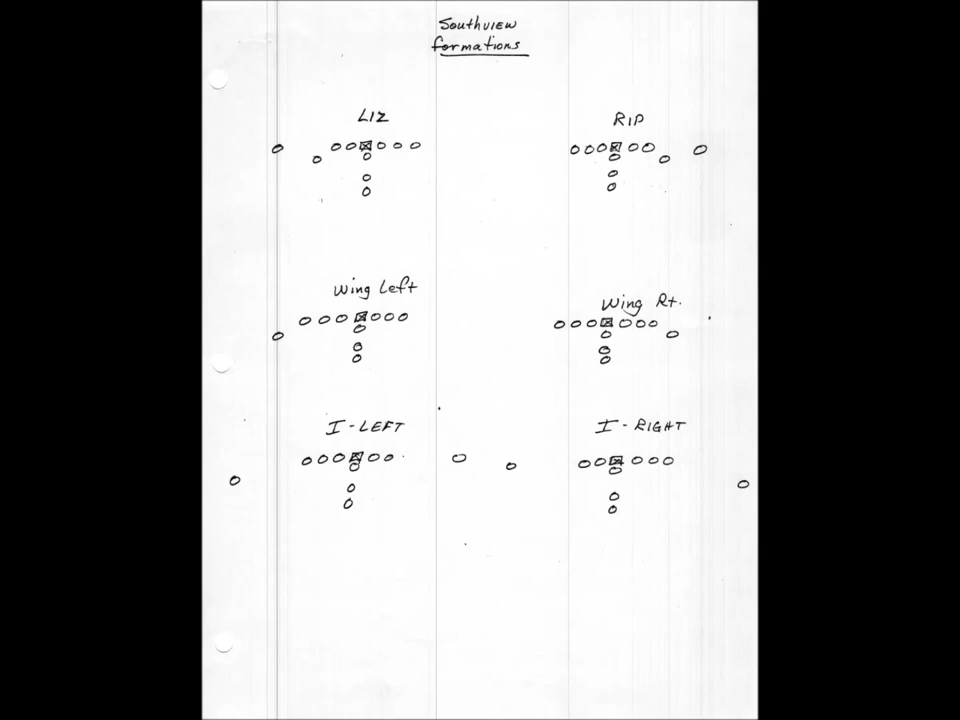 Southview
formations
LIZ
RIP
Wing Left
Wing Rt.
I-LEFT
I-RIGHT